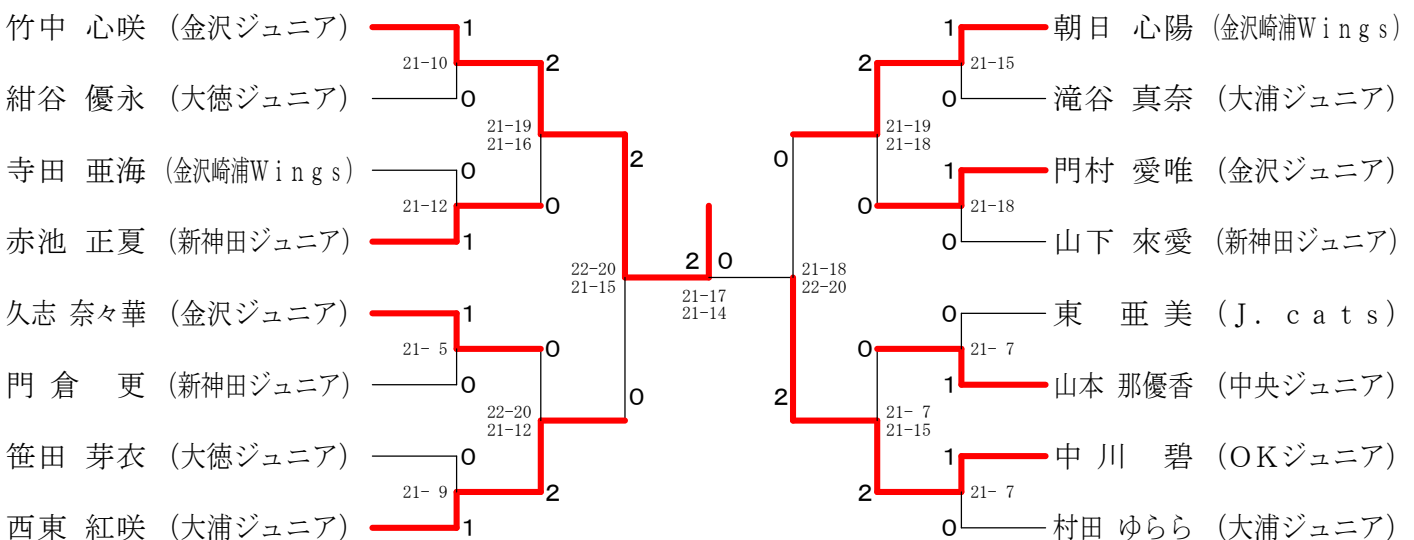 竹中 心咲 (金沢ジュニア) 1 1 朝日 心陽 (金沢崎浦Wings)
21-10 2 2 21-15
紺谷 優永 (大徳ジュニア) 0 0 滝谷 真奈 (大浦ジュニア)
21-19 21-19
21-16 21-18
2 0
寺田 亜海 (金沢崎浦Wings) 0 1 門村 愛唯 (金沢ジュニア)
21-12 0 0 21-18
赤池 正夏 (新神田ジュニア) 1 0 山下 來愛 (新神田ジュニア)
2 0
22-20 21-18
21-15 22-20
21-17
21-14
久志 奈々華 (金沢ジュニア) 1 0 東 亜美 (J. cats)
21- 5 0 0 21- 7
門倉 更 (新神田ジュニア) 0 1 山本 那優香 (中央ジュニア)
0 2
22-20 21- 7
21-12 21-15
笹田 芽衣 (大徳ジュニア) 0 1 中川 碧 (OKジュニア)
21- 9 2 2 21- 7
西東 紅咲 (大浦ジュニア) 1 0 村田 ゆらら (大浦ジュニア)